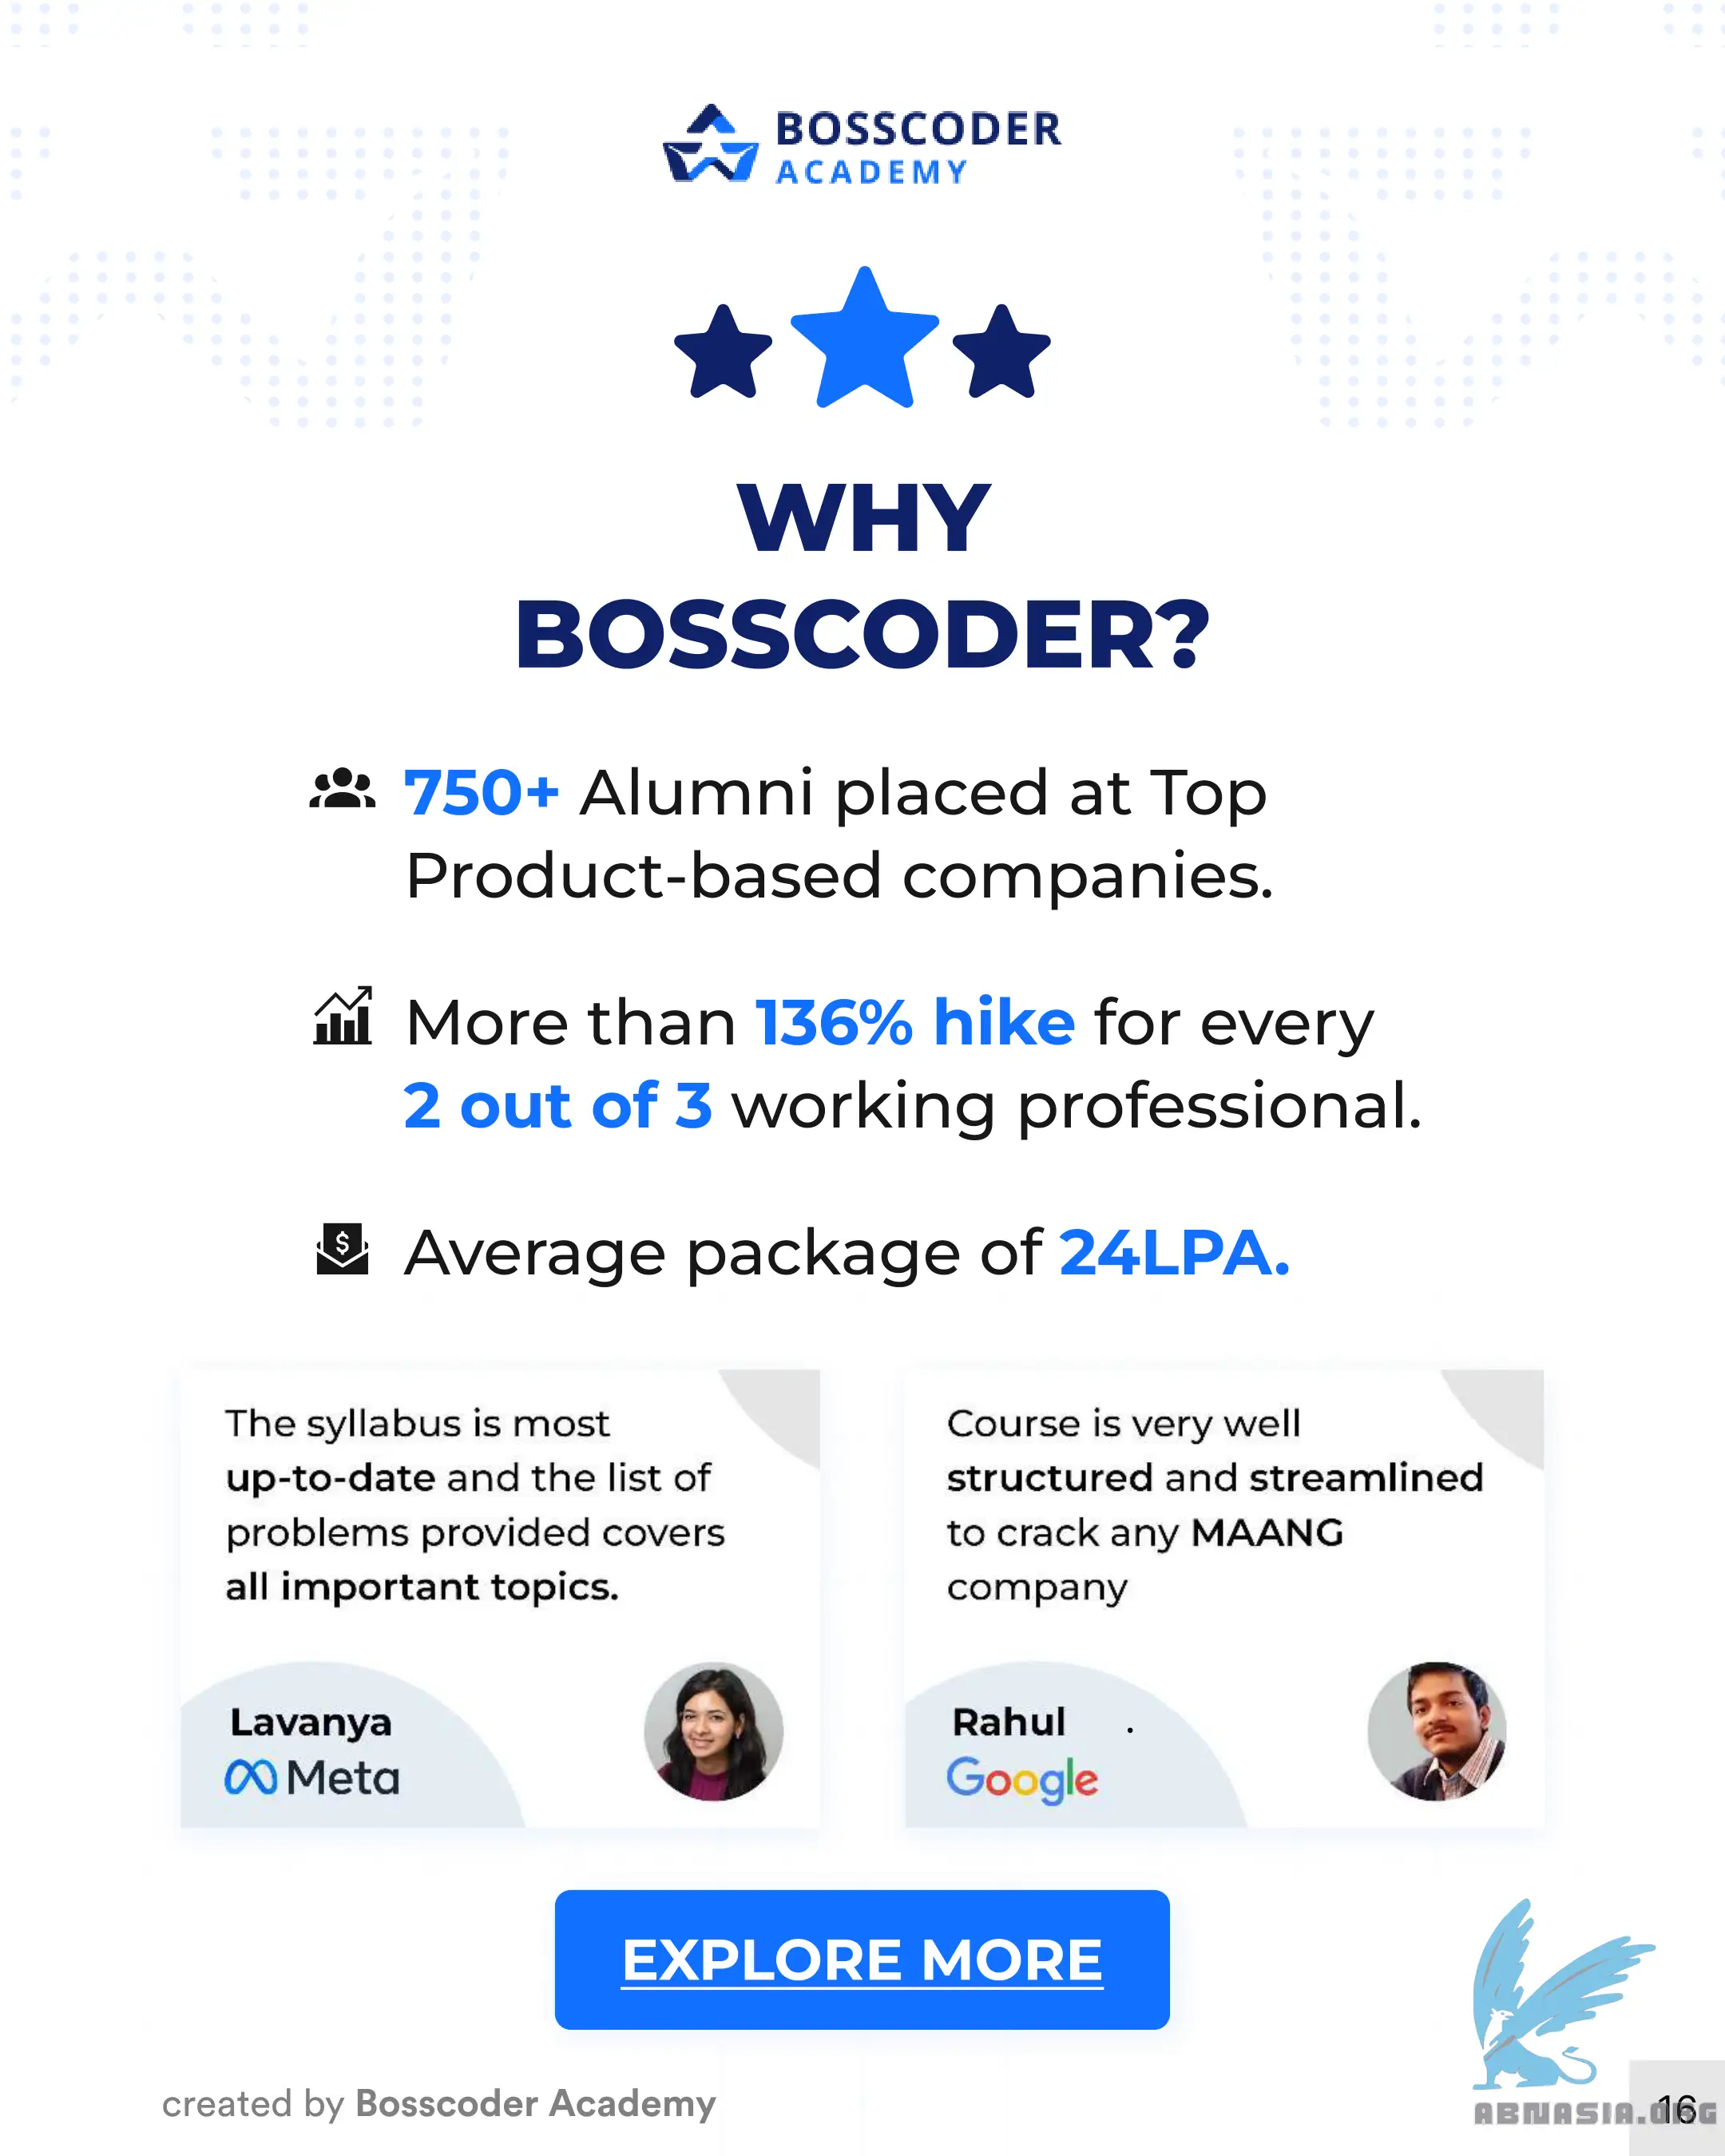 BOSSCODER
ACADEMY
WHY
BOSSCODER?
750+ Alumni placed at Top
Product-based companies.
More than 136% hike for every
2 out of 3 working professional.
Average package of 24LPA.
The syllabus is most
up-to-date and the list of
problems provided covers
all important topics.
Lavanya
Meta
Course is very well
structured and streamlined
to crack any MAANG
company
Rahul .
Google
EXPLORE MORE
created by Bosscoder Academy
16
ABNASIA.ORG